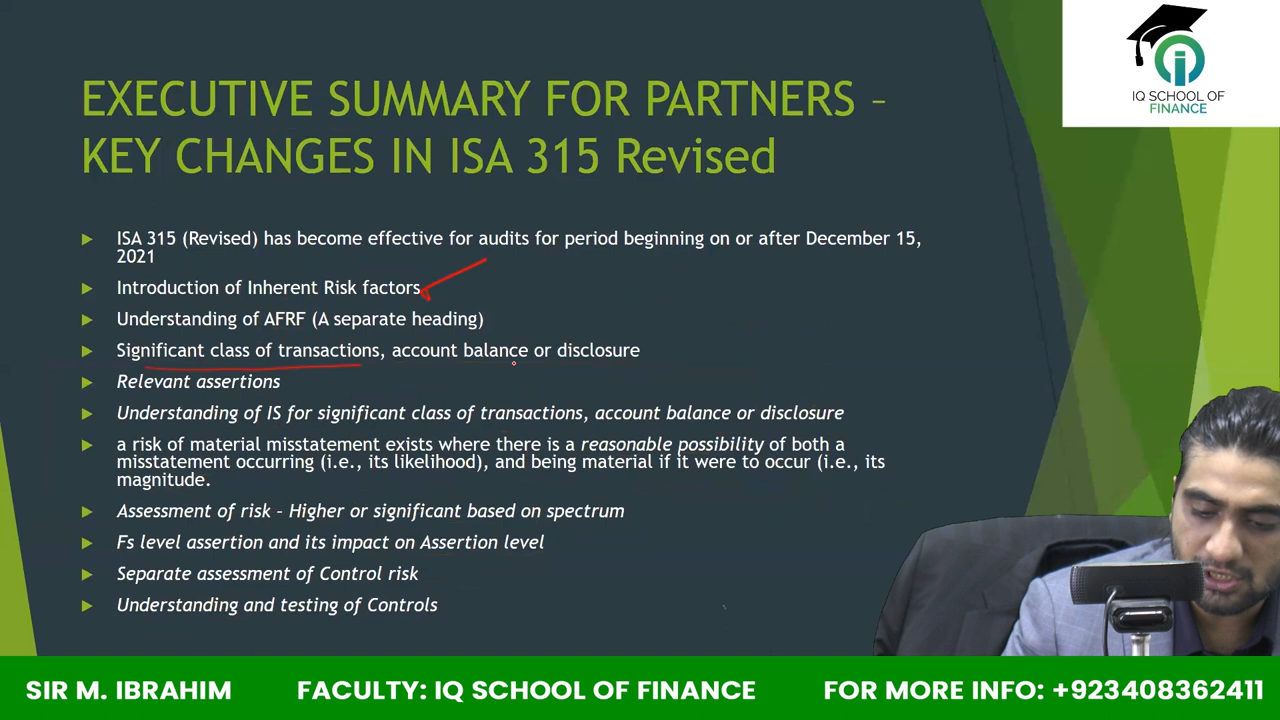 EXECUTIVE SUMMARY FOR PARTNERS –
KEY CHANGES IN ISA 315 Revised
IQ SCHOOL OF
FINANCE
ISA 315 (Revised) has become effective for audits for period beginning on or after December 15,
2021
Introduction of Inherent Risk factors
Understanding of AFRF (A separate heading)
Significant class of transactions, account balance or disclosure
Relevant assertions
Understanding of IS for significant class of transactions, account balance or disclosure
a risk of material misstatement exists where there is a reasonable possibility of both a
misstatement occurring (i.e., its likelihood), and being material if it were to occur (i.e., its
magnitude.
Assessment of risk – Higher or significant based on spectrum
Fs level assertion and its impact on Assertion level
Separate assessment of Control risk
Understanding and testing of Controls
SIR M. IBRAHIM FACULTY: IQ SCHOOL OF FINANCE FOR MORE INFO: +923408362411